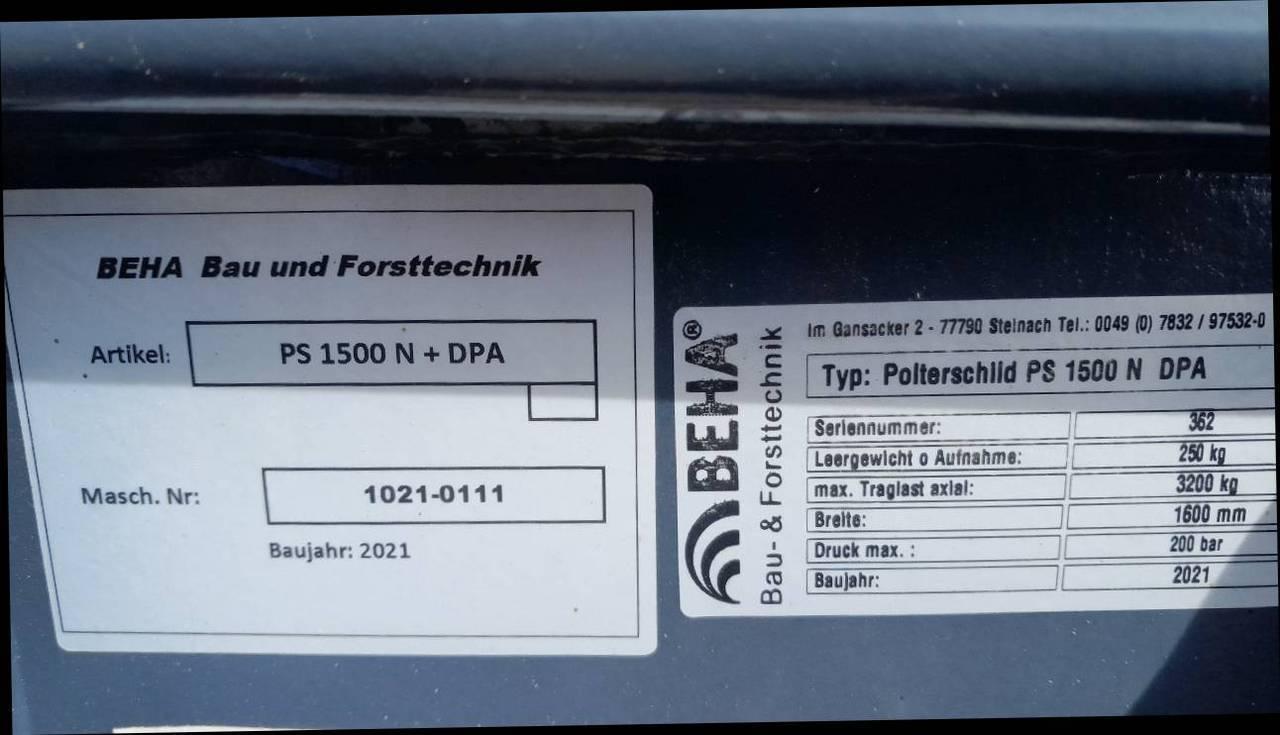 BEHA Bau und Forsttechnik
Artikel: PS 1500 N + DPA
Masch. Nr: 1021-0111
Baujahr: 2021
BEHA®
Bau- & Forsttechnik
Im Gansacker 2 - 77790 Steinach Tel.: 0049 (0) 7832 / 97532-0
Typ: Polterschild PS 1500 N DPA
Seriennummer: 362
Leergewicht o Aufnahme: 250 kg
max. Traglast axial: 3200 kg
Breite: 1600 mm
Druck max. : 200 bar
Baujahr: 2021